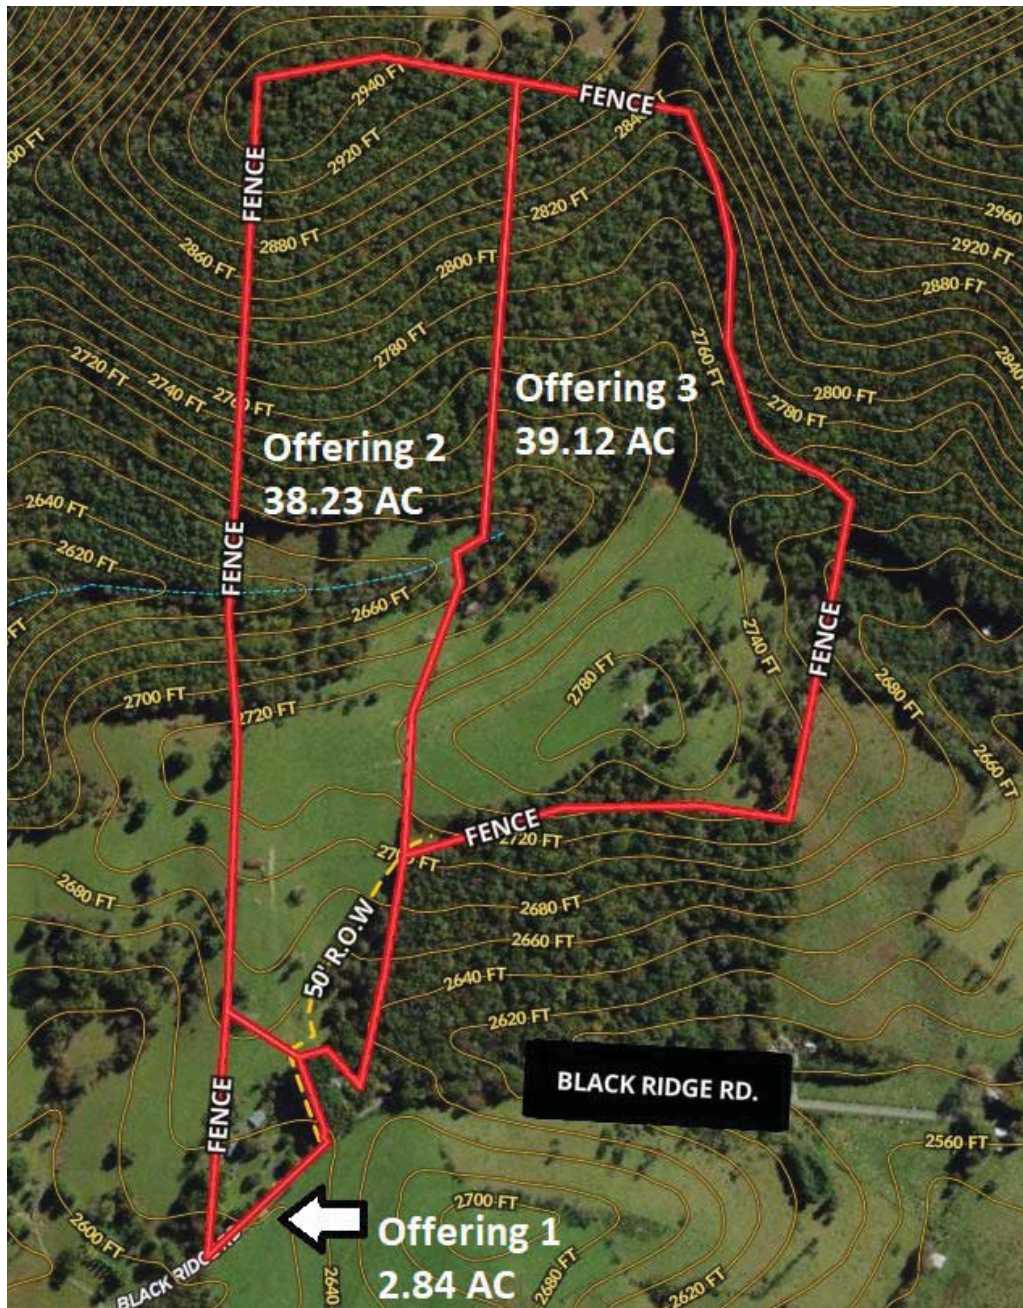 2940 FT
FENCE
2920 FT
FENCE
2820 FT
2960
2880 FT
2860 FT
2920 FT
2800 FT
2880 FT
2780 FT
2760 FT
2840
2720 FT
2740 FT
2800 FT
2780 FT
Offering 3
39.12 AC
Offering 2
38.23 AC
2640 FT
FENCE
2620 FT
2660 FT
FENCE
2740 FT
2780 FT
2700 FT
2720 FT
2680 FT
2660 FT
FENCE
2720 FT
2680 FT
2680 FT
50' R.O.W
2660 FT
2640 FT
2620 FT
BLACK RIDGE RD.
FENCE
2560 FT
2700 FT
Offering 1
2.84 AC
2600 FT
BLACK
2640
2680 FT
2620 FT